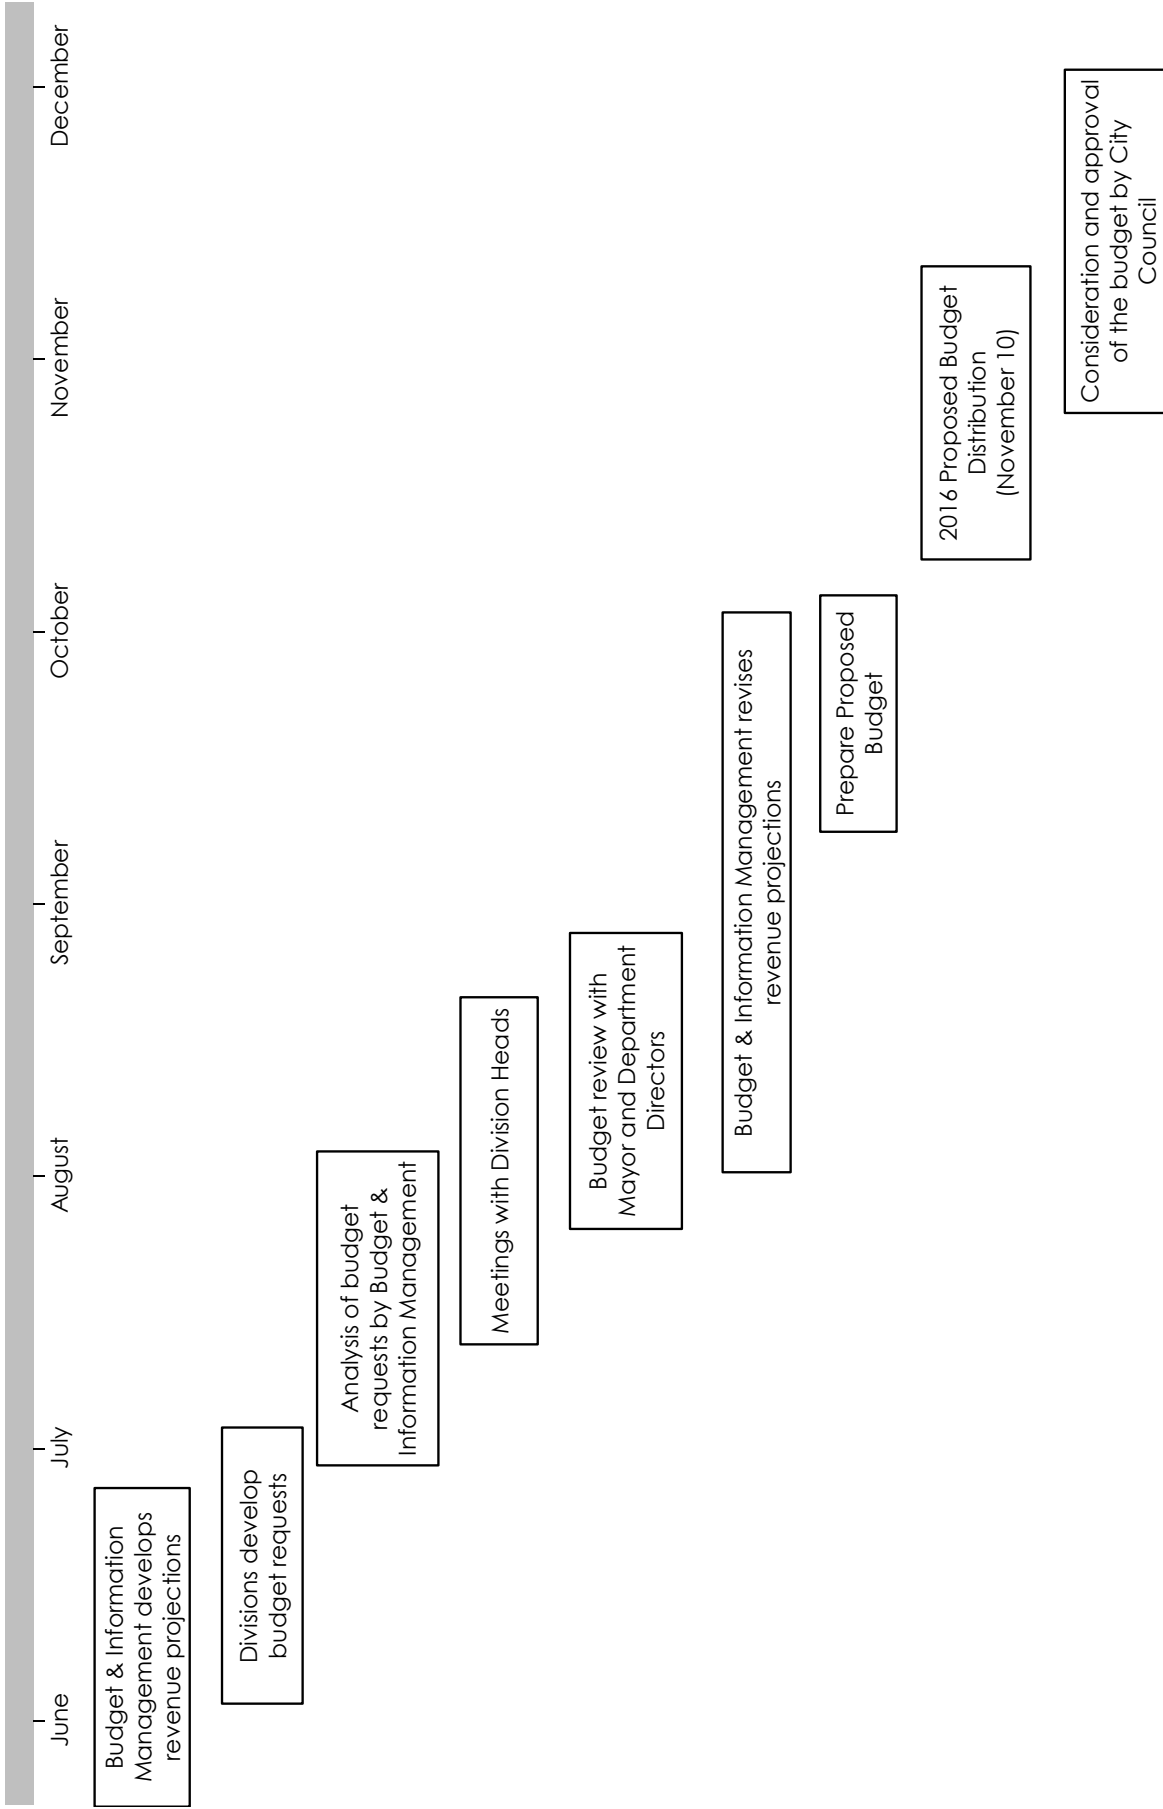 June
July
August
September
October
November
December
Budget & Information
Management develops
revenue projections
Divisions develop
budget requests
Analysis of budget
requests by Budget &
Information Management
Meetings with Division Heads
Budget review with
Mayor and Department
Directors
Budget & Information Management revises
revenue projections
Prepare Proposed
Budget
2016 Proposed Budget
Distribution
(November 10)
Consideration and approval
of the budget by City
Council